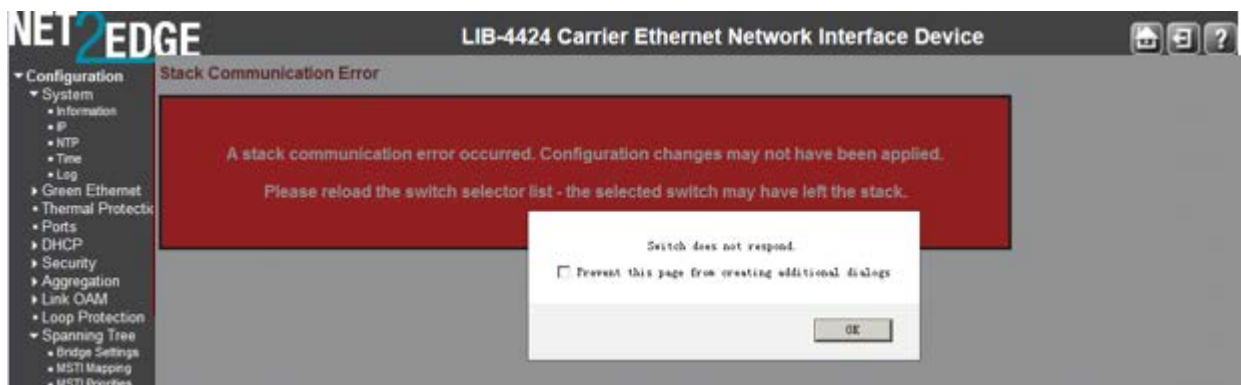 NET2EDGE
LIB-4424 Carrier Ethernet Network Interface Device
?
Configuration
System
Information
IP
NTP
Time
Log
Green Ethernet
Thermal Protectio
Ports
DHCP
Security
Aggregation
Link OAM
Loop Protection
Spanning Tree
Bridge Settings
MSTI Mapping
MSTI Priorities
Stack Communication Error
A stack communication error occurred. Configuration changes may not have been applied.
Please reload the switch selector list - the selected switch may have left the stack.
Switch does not respond.
Prevent this page from creating additional dialogs
OK